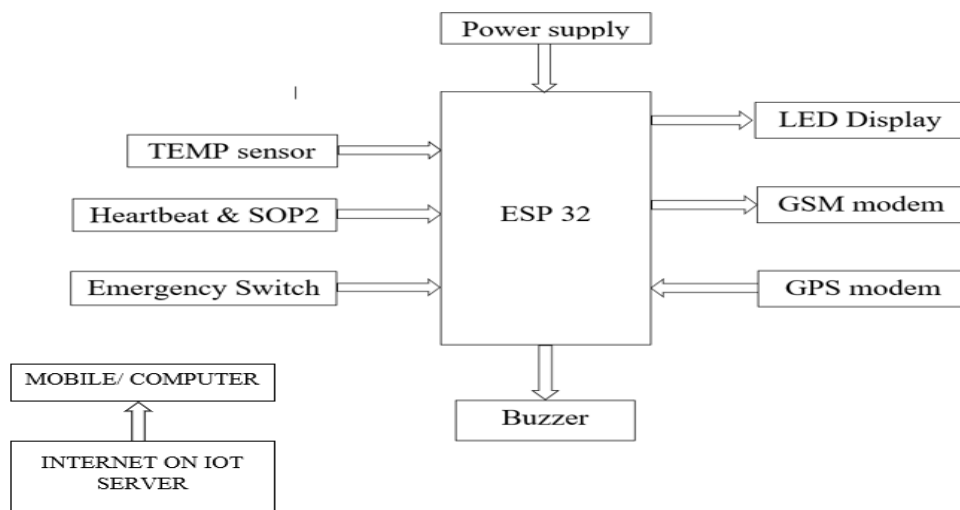 Power supply
TEMP sensor
LED Display
Heartbeat & SOP2
ESP 32
GSM modem
Emergency Switch
GPS modem
MOBILE/ COMPUTER
Buzzer
INTERNET ON IOT
SERVER